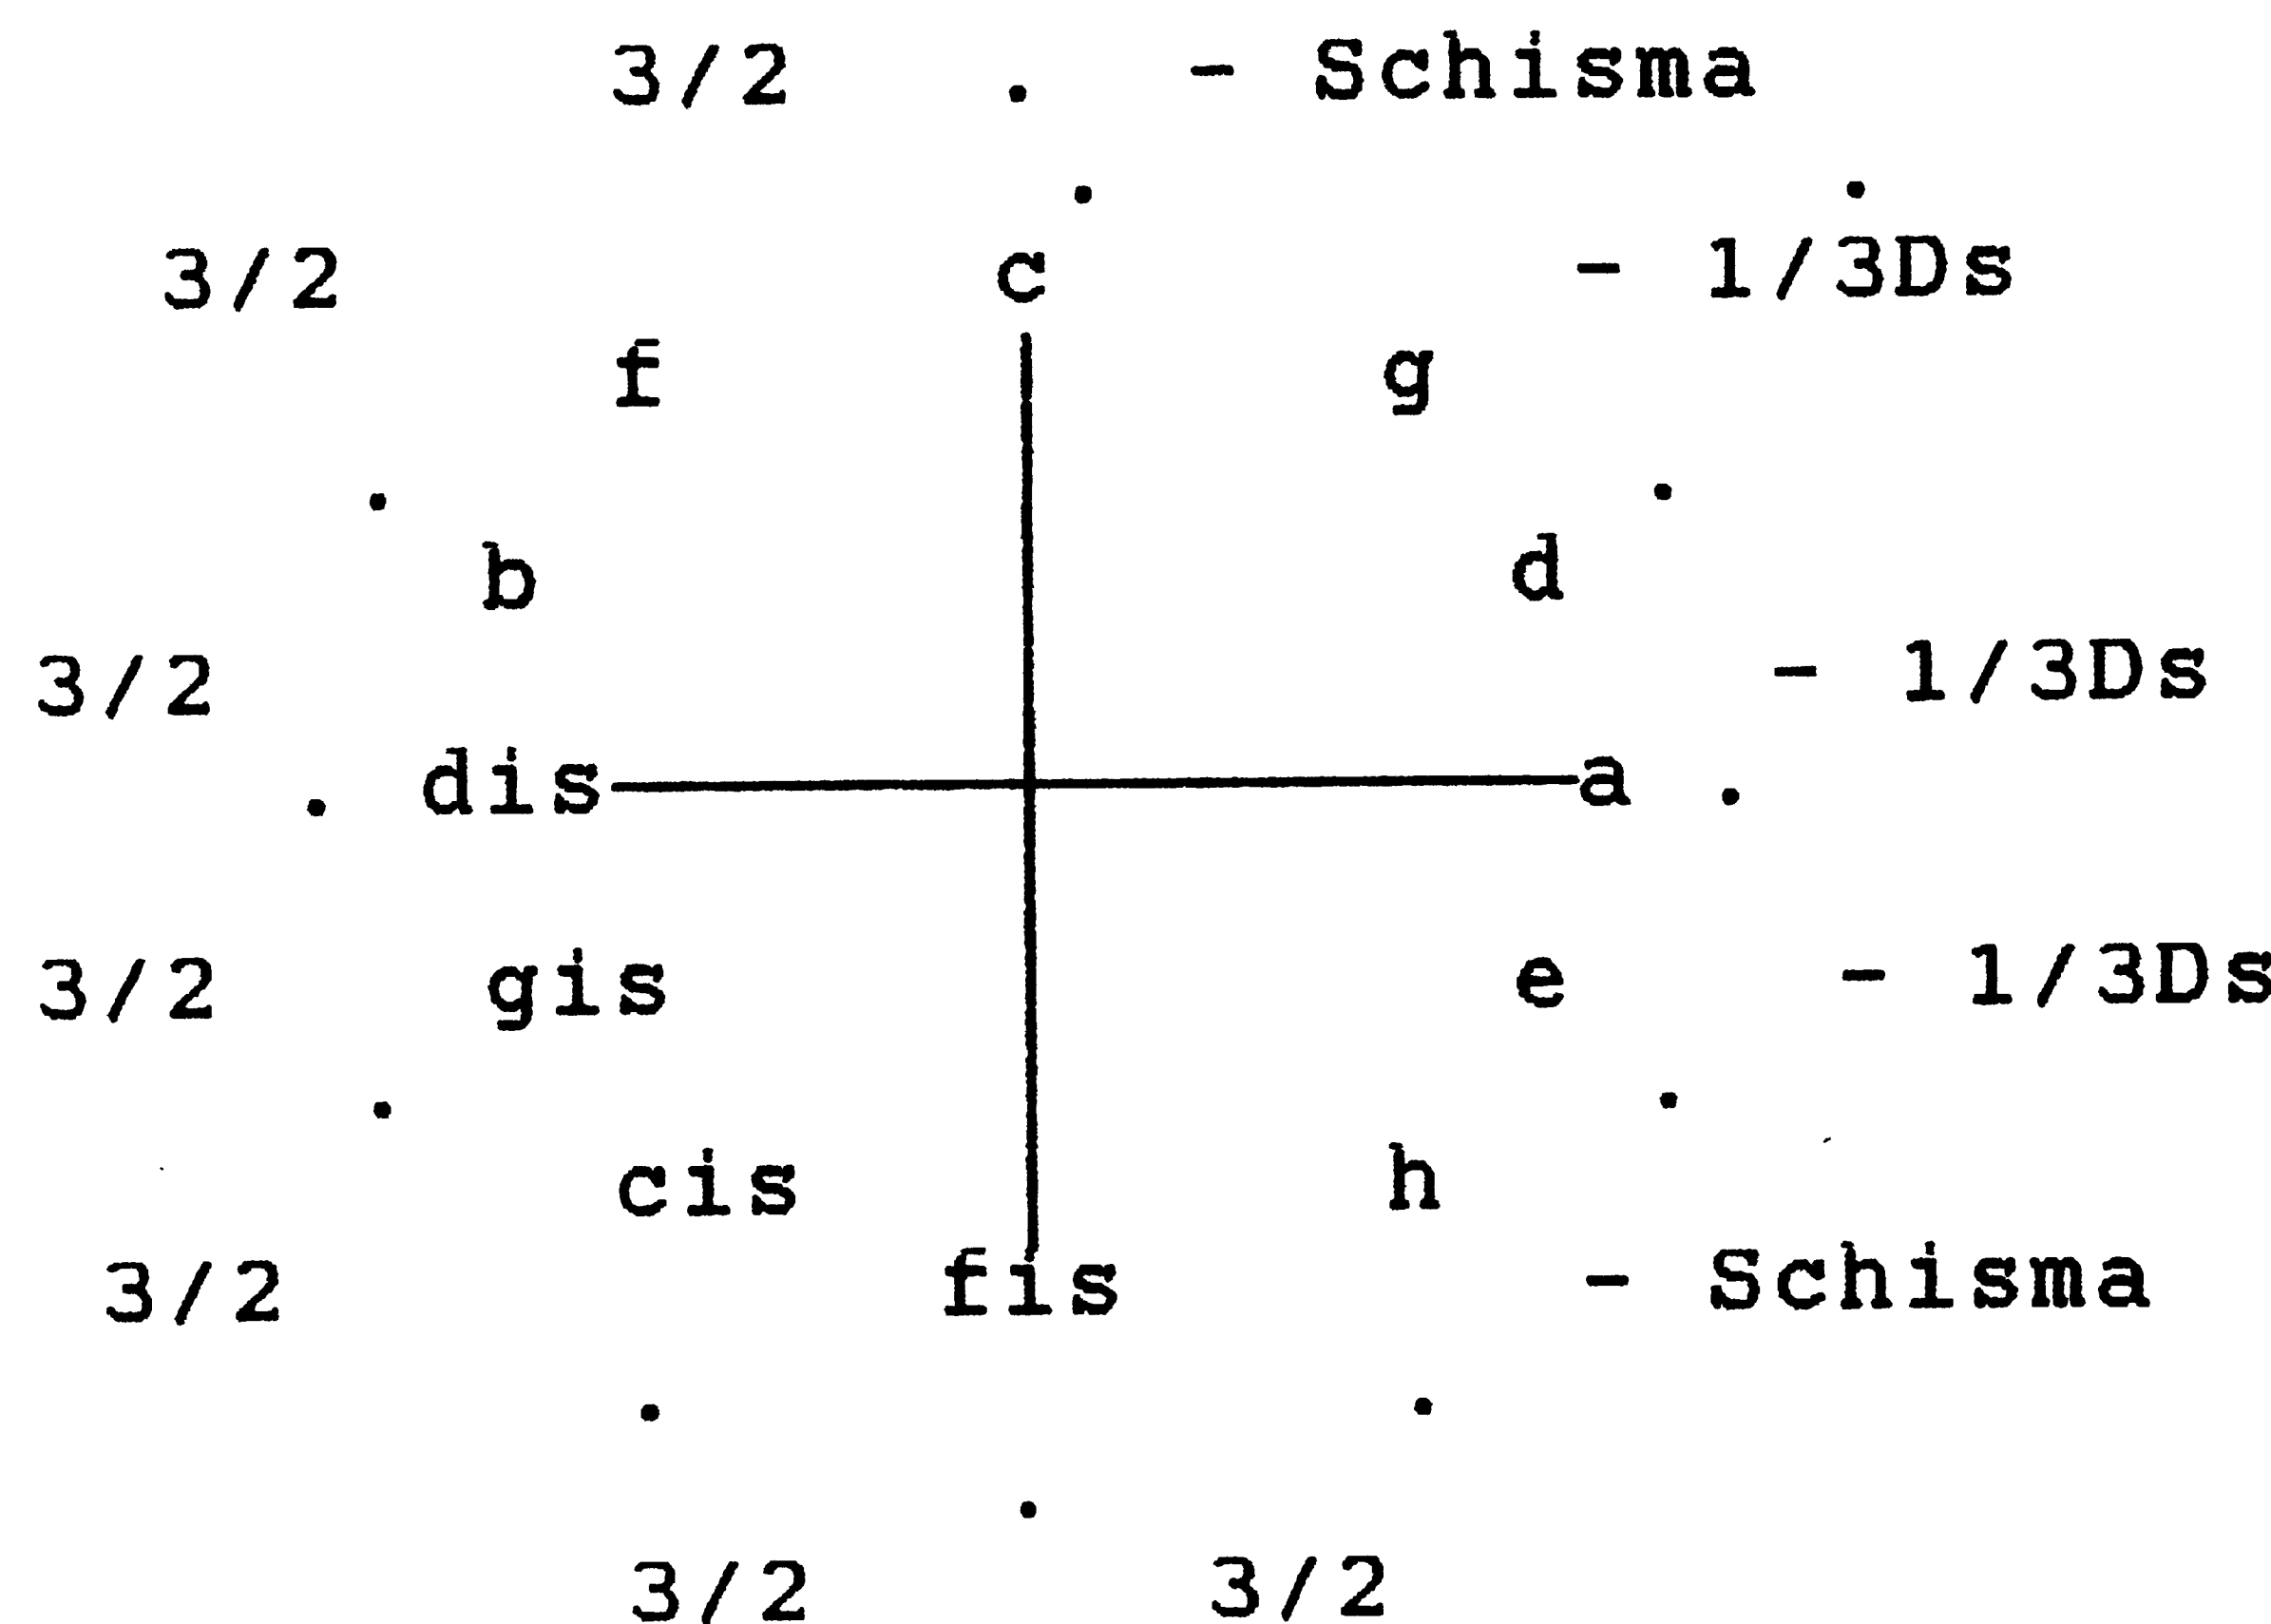 3/2 . - Schisma
. .
3/2 c - 1/3Ds
f g
. .
b d
3/2 - 1/3Ds
. dis a .
3/2 gis e - 1/3Ds
. .
cis h
3/2 fis - Schisma
. .
.
3/2 3/2